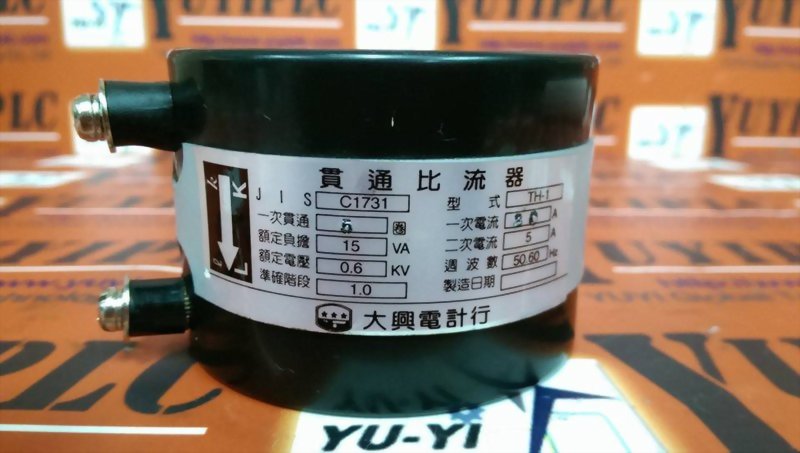 貫通比流器
JIS C1731 型式 TH-1
一次貫通 5 圈 一次電流 A
額定負擔 15 VA 二次電流 5 A
額定電壓 0.6 KV 週波數 50.60 Hz
準確階段 1.0 製造日期
大興電計行
K
L
YUYIPLC
YU-YI